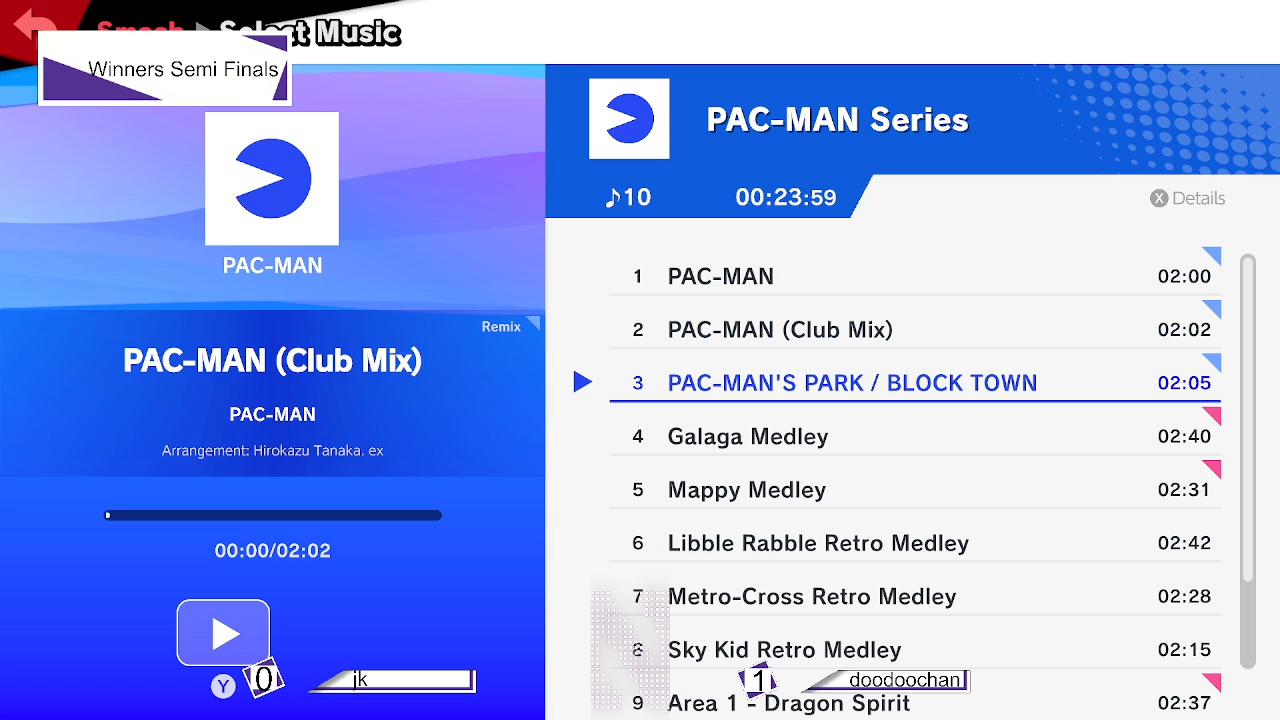 Smash ▶ Select Music
Winners Semi Finals
PAC-MAN
Remix
PAC-MAN (Club Mix)
PAC-MAN
Arrangement: Hirokazu Tanaka. ex
00:00/02:02
Y
0 jk
PAC-MAN Series
♪10 00:23:59
X Details
1 PAC-MAN 02:00
2 PAC-MAN (Club Mix) 02:02
3 PAC-MAN'S PARK / BLOCK TOWN 02:05
4 Galaga Medley 02:40
5 Mappy Medley 02:31
6 Libble Rabble Retro Medley 02:42
7 Metro-Cross Retro Medley 02:28
8 Sky Kid Retro Medley 02:15
1 doodoochan
9 Area 1 - Dragon Spirit 02:37